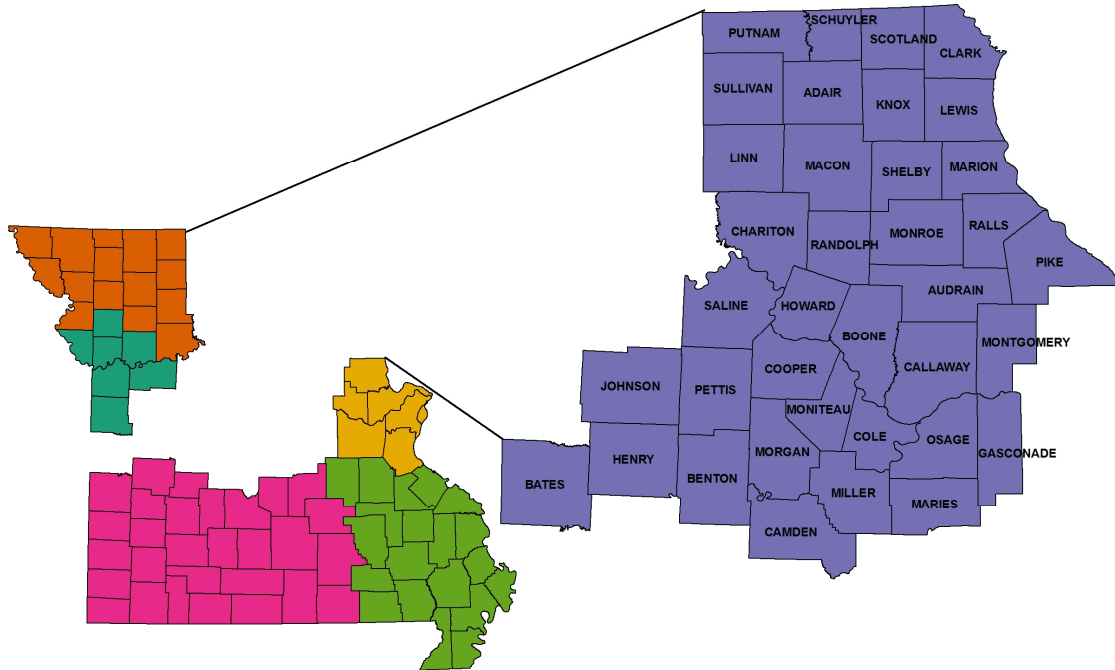 SCHUYLER
PUTNAM
SCOTLAND
CLARK
SULLIVAN
ADAIR
KNOX
LEWIS
LINN
MACON
SHELBY
MARION
CHARITON
RANDOLPH
MONROE
RALLS
PIKE
AUDRAIN
SALINE
HOWARD
BOONE
MONTGOMERY
COOPER
CALLAWAY
JOHNSON
PETTIS
MONITEAU
COLE
OSAGE
GASCONADE
HENRY
MORGAN
BATES
BENTON
MILLER
MARIES
CAMDEN